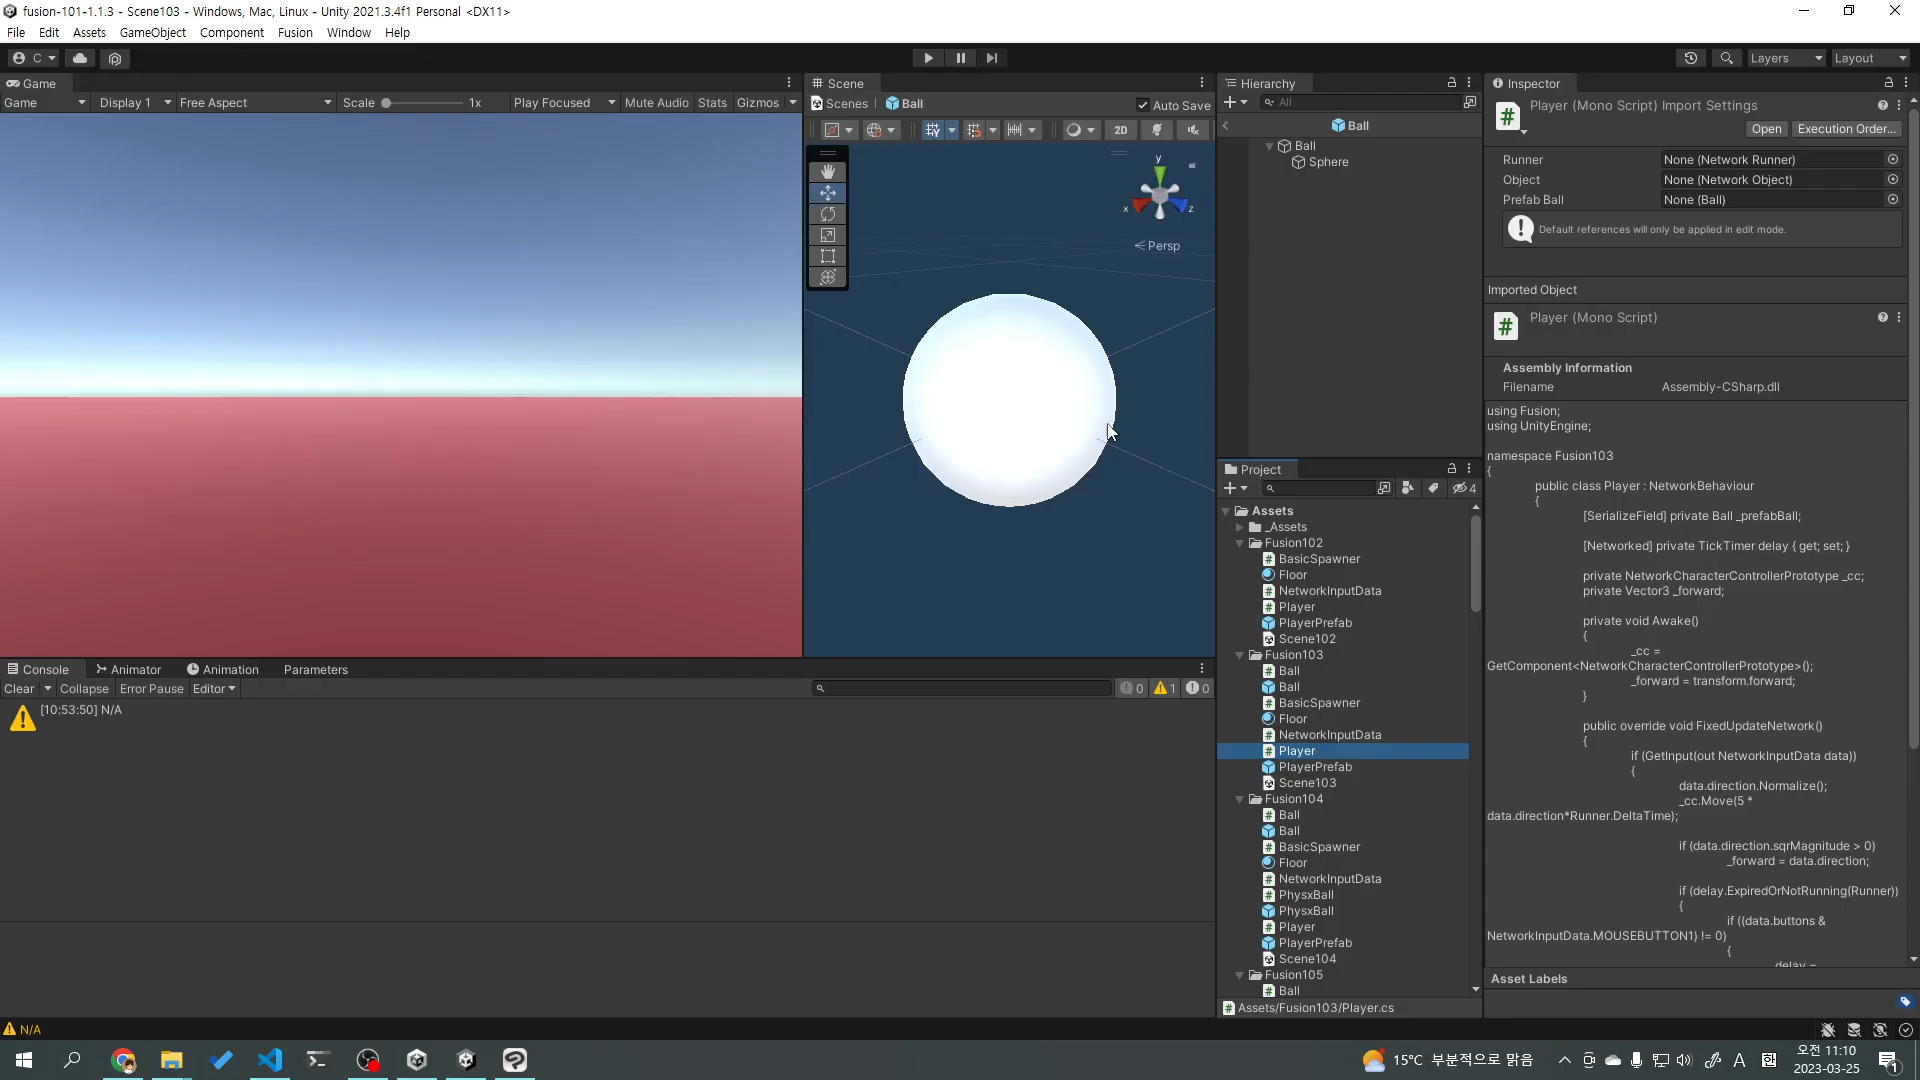 fusion-101-1.1.3 - Scene103 - Windows, Mac, Linux - Unity 2021.3.4f1 Personal <DX11>
File Edit Assets GameObject Component Fusion Window Help
C
Layers Layout
Game
Game Display 1 Free Aspect Scale 1x Play Focused Mute Audio Stats Gizmos
Scene
Scenes Ball Auto Save
2D
y
x z
Persp
Hierarchy
All
Ball
Ball
Sphere
Project
4
Assets
_Assets
Fusion102
BasicSpawner
Floor
NetworkInputData
Player
PlayerPrefab
Scene102
Fusion103
Ball
Ball
BasicSpawner
Floor
NetworkInputData
Player
PlayerPrefab
Scene103
Fusion104
Ball
Ball
BasicSpawner
Floor
NetworkInputData
PhysxBall
PhysxBall
Player
PlayerPrefab
Scene104
Fusion105
Ball
Assets/Fusion103/Player.cs
Inspector
Player (Mono Script) Import Settings
Open Execution Order...
Runner None (Network Runner)
Object None (Network Object)
Prefab Ball None (Ball)
Default references will only be applied in edit mode.
Imported Object
Player (Mono Script)
Assembly Information
Filename Assembly-CSharp.dll
using Fusion;
using UnityEngine;
namespace Fusion103
{
public class Player : NetworkBehaviour
{
[SerializeField] private Ball _prefabBall;
[Networked] private TickTimer delay { get; set; }
private NetworkCharacterControllerPrototype _cc;
private Vector3 _forward;
private void Awake()
{
_cc =
GetComponent<NetworkCharacterControllerPrototype>();
_forward = transform.forward;
}
public override void FixedUpdateNetwork()
{
if (GetInput(out NetworkInputData data))
{
data.direction.Normalize();
_cc.Move(5 *
data.direction*Runner.DeltaTime);
if (data.direction.sqrMagnitude > 0)
_forward = data.direction;
if (delay.ExpiredOrNotRunning(Runner))
{
if ((data.buttons &
NetworkInputData.MOUSEBUTTON1) != 0)
{
delay =
Asset Labels
Console Animator Animation Parameters
Clear Collapse Error Pause Editor 0 1 0
[10:53:50] N/A
N/A
15°C 부분적으로 맑음
A
오전 11:10
2023-03-25
1